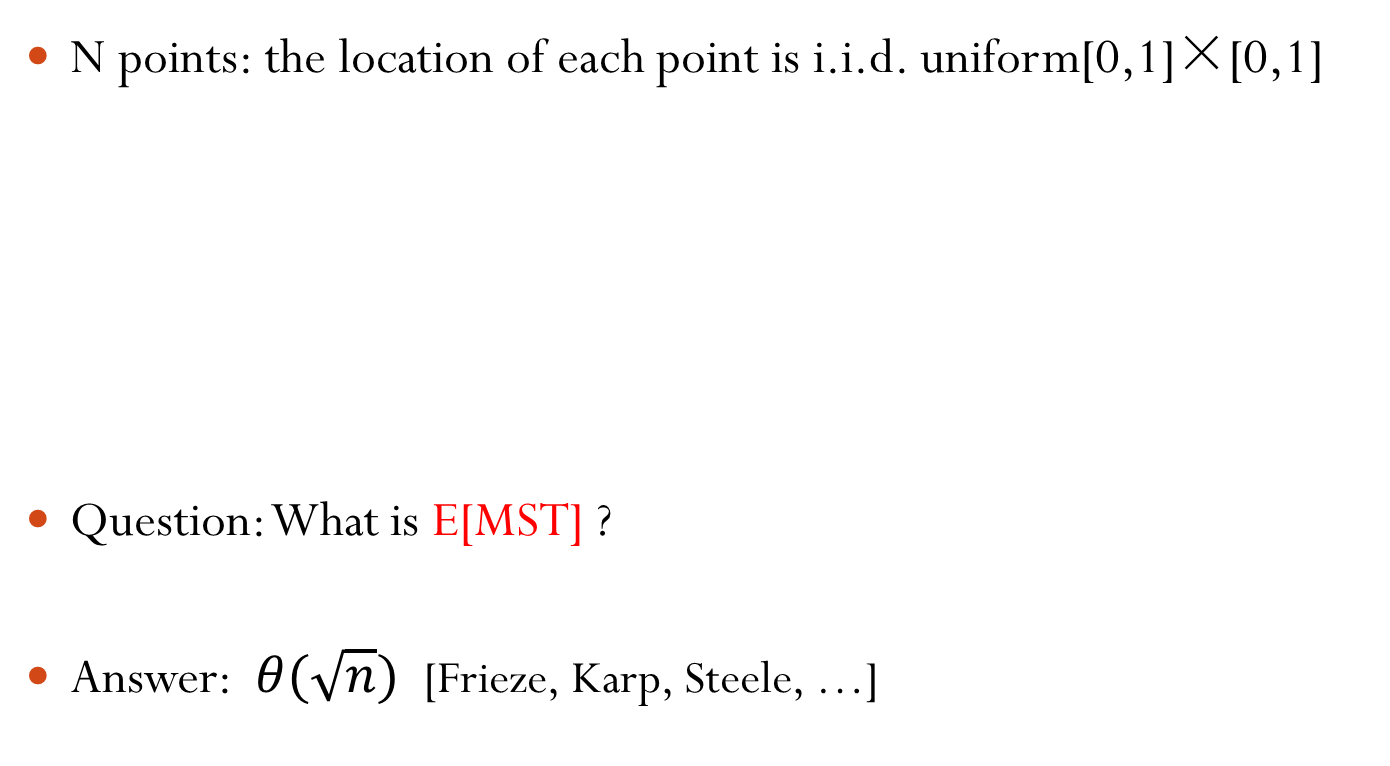 • N points: the location of each point is i.i.d. uniform[0,1]×[0,1]
• Question: What is E[MST] ?
• Answer: θ(√n) [Frieze, Karp, Steele, …]